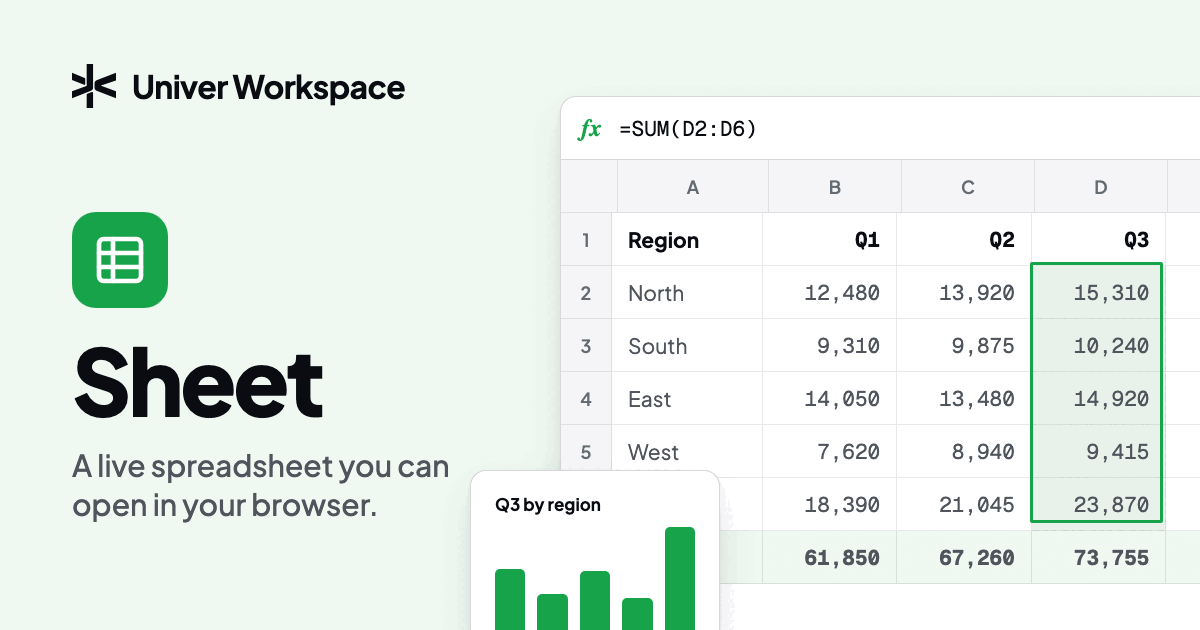 Univer Workspace
Sheet
A live spreadsheet you can
open in your browser.
fx =SUM(D2:D6)
A B C D
1 Region Q1 Q2 Q3
2 North 12,480 13,920 15,310
3 South 9,310 9,875 10,240
4 East 14,050 13,480 14,920
5 West 7,620 8,940 9,415
18,390 21,045 23,870
61,850 67,260 73,755
Q3 by region